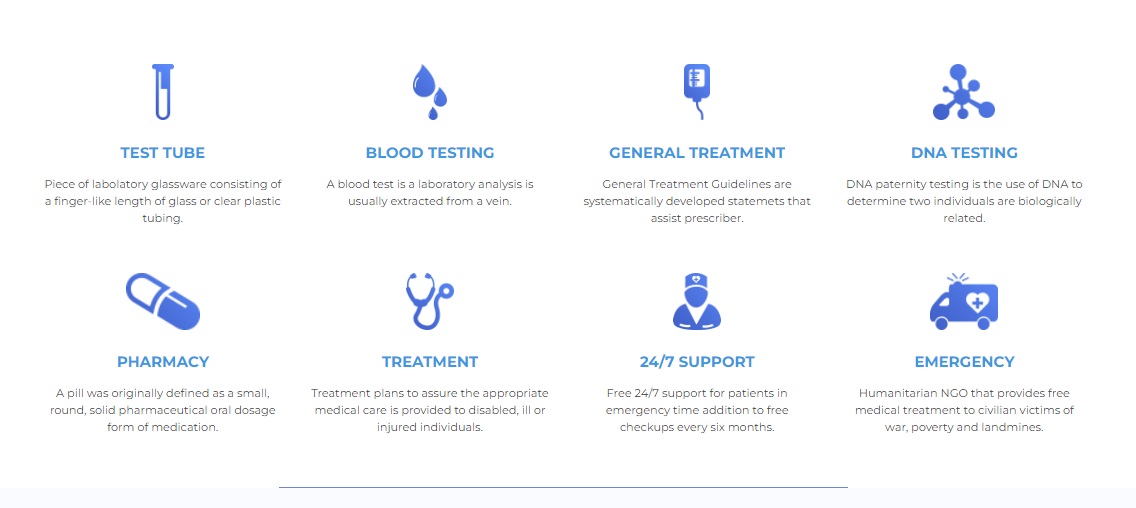 TEST TUBE
Piece of labolatory glassware consisting of
a finger-like length of glass or clear plastic
tubing.
BLOOD TESTING
A blood test is a laboratory analysis is
usually extracted from a vein.
GENERAL TREATMENT
General Treatment Guidelines are
systematically developed statemets that
assist prescriber.
DNA TESTING
DNA paternity testing is the use of DNA to
determine two individuals are biologically
related.
PHARMACY
A pill was originally defined as a small,
round, solid pharmaceutical oral dosage
form of medication.
TREATMENT
Treatment plans to assure the appropriate
medical care is provided to disabled, ill or
injured individuals.
24/7 SUPPORT
Free 24/7 support for patients in
emergency time addition to free
checkups every six months.
EMERGENCY
Humanitarian NGO that provides free
medical treatment to civilian victims of
war, poverty and landmines.